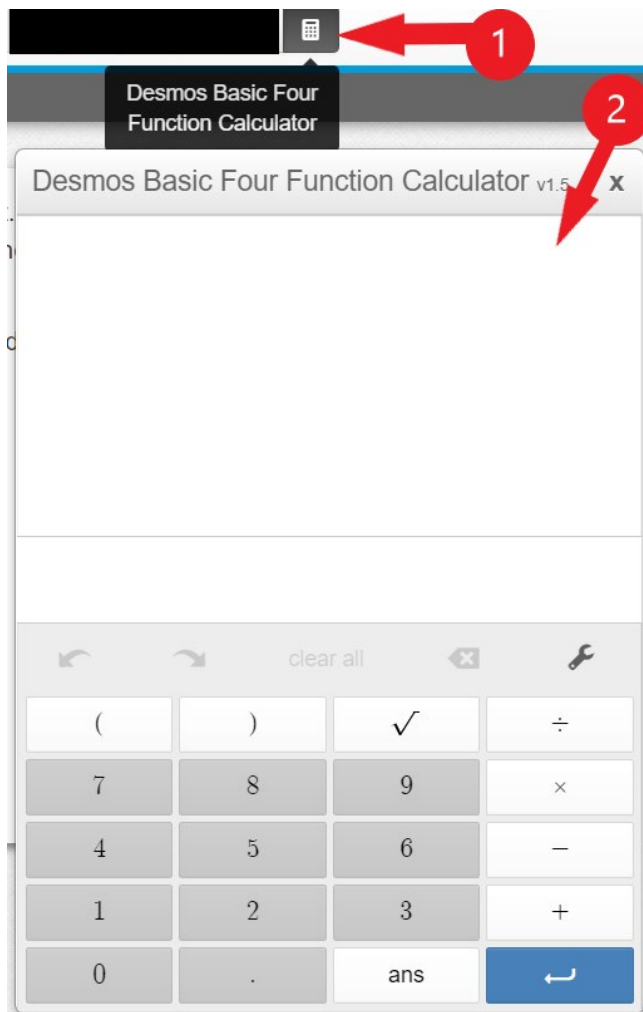 1
Desmos Basic Four
Function Calculator
2
Desmos Basic Four Function Calculator v1.5 x
d
clear all
( ) √ ÷
7 8 9 ×
4 5 6 −
1 2 3 +
0 . ans